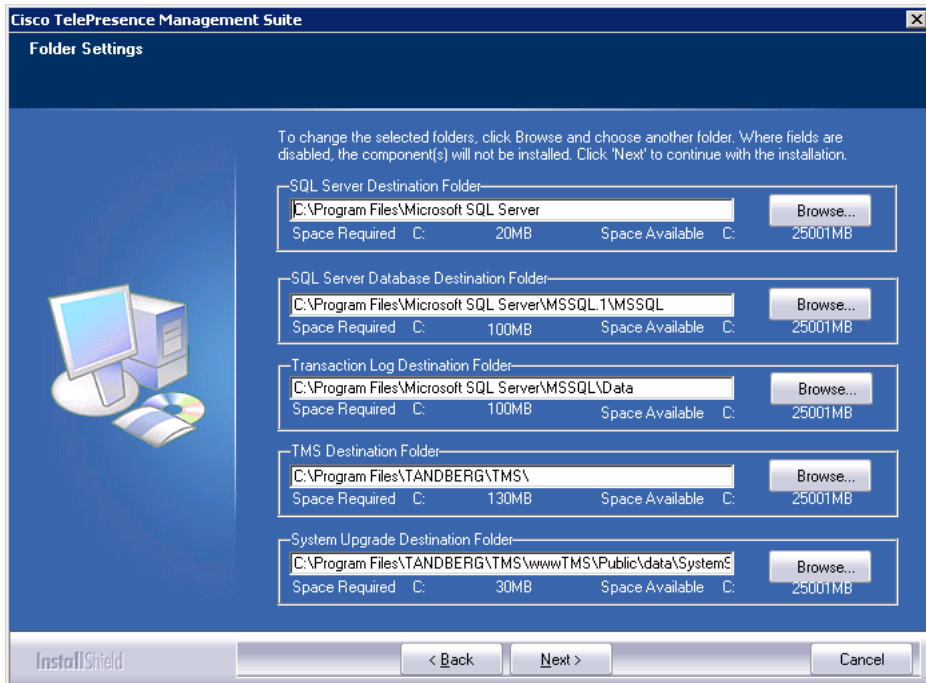 Cisco TelePresence Management Suite
Folder Settings
To change the selected folders, click Browse and choose another folder. Where fields are
disabled, the component(s) will not be installed. Click 'Next' to continue with the installation.
SQL Server Destination Folder
C:\Program Files\Microsoft SQL Server
Browse...
Space Required C: 20MB Space Available C: 25001MB
SQL Server Database Destination Folder
C:\Program Files\Microsoft SQL Server\MSSQL.1\MSSQL
Browse...
Space Required C: 100MB Space Available C: 25001MB
Transaction Log Destination Folder
C:\Program Files\Microsoft SQL Server\MSSQL\Data
Browse...
Space Required C: 100MB Space Available C: 25001MB
TMS Destination Folder
C:\Program Files\TANDBERG\TMS\
Browse...
Space Required C: 130MB Space Available C: 25001MB
System Upgrade Destination Folder
C:\Program Files\TANDBERG\TMS\wwwTMS\Public\data\SystemS
Browse...
Space Required C: 30MB Space Available C: 25001MB
InstallShield
< Back
Next >
Cancel